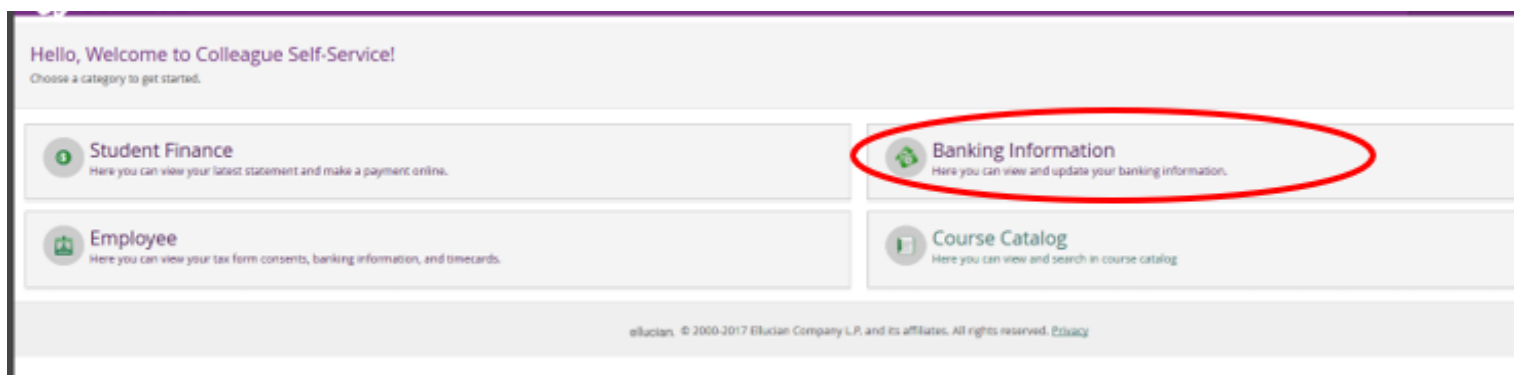 Hello, Welcome to Colleague Self-Service!
Choose a category to get started.
Student Finance
Here you can view your latest statement and make a payment online.
Banking Information
Here you can view and update your banking information.
Employee
Here you can view your tax form consents, banking information, and timecards.
Course Catalog
Here you can view and search in course catalog
ellucian. © 2000-2017 Ellucian Company L.P. and its affiliates. All rights reserved. Privacy